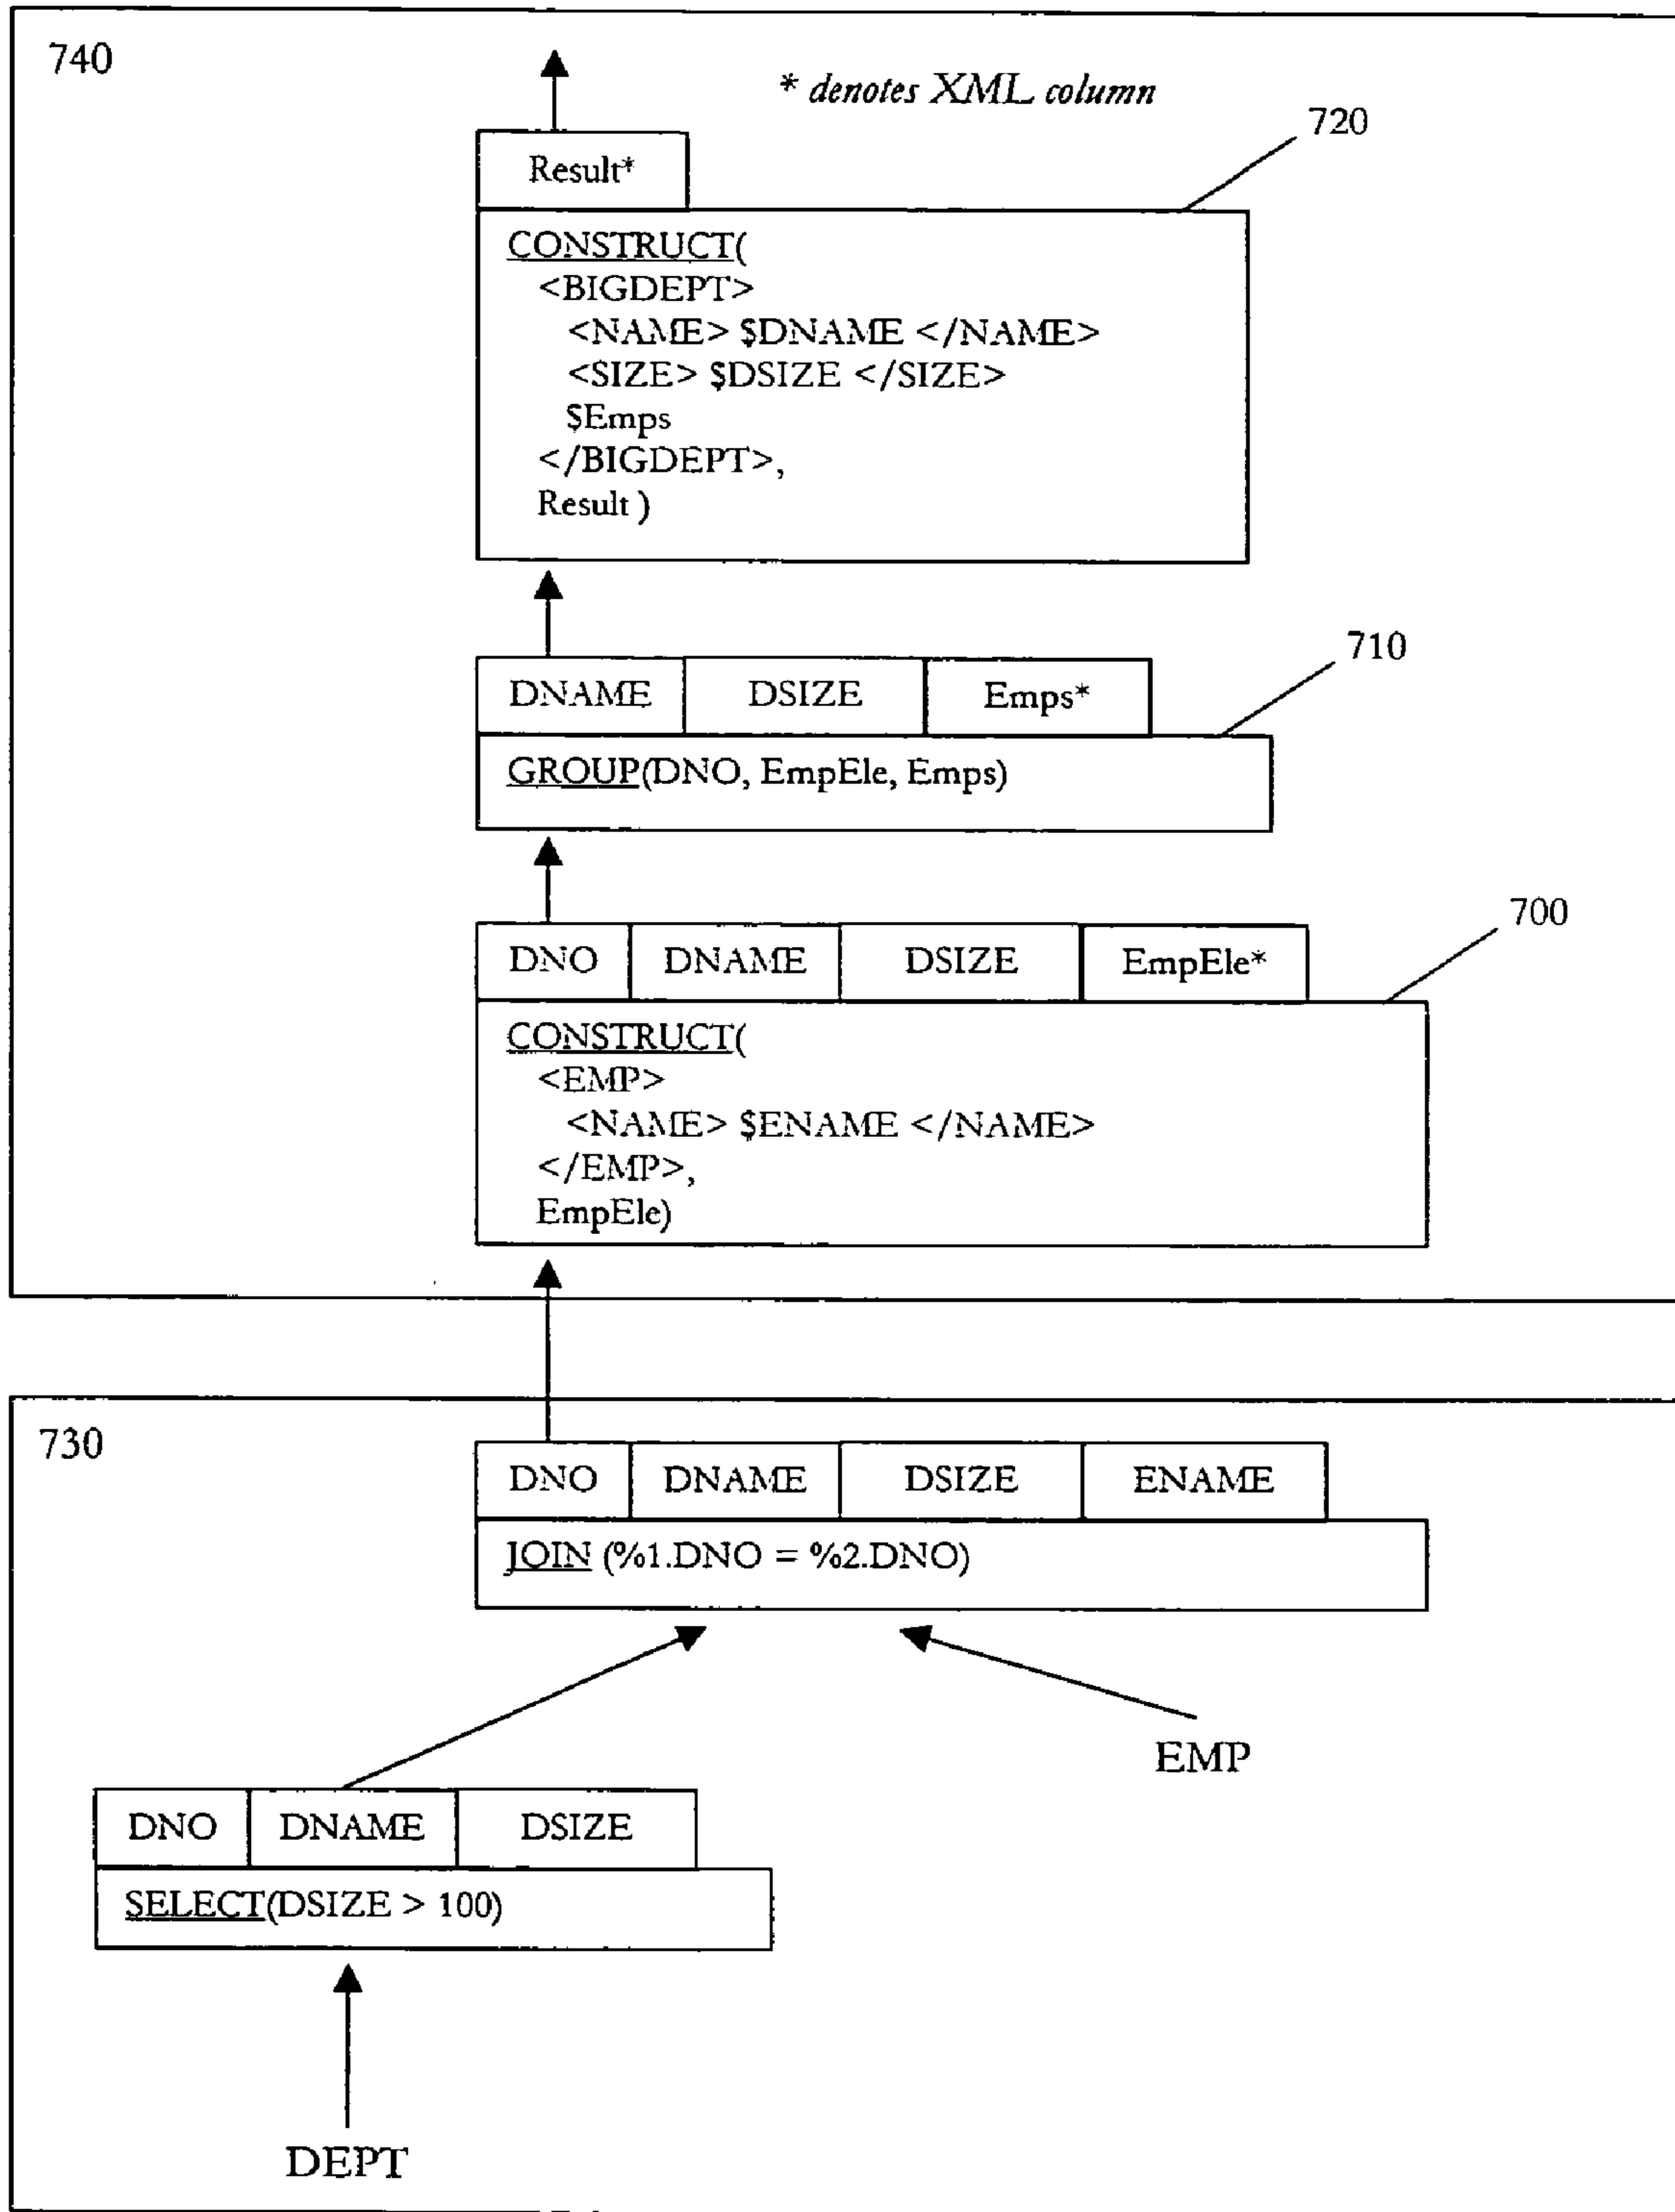 740
* denotes XML column
720
Result*
CONSTRUCT(
<BIGDEPT>
<NAME> $DNAME </NAME>
<SIZE> $DSIZE </SIZE>
$Emps
</BIGDEPT>,
Result )
710
DNAME DSIZE Emps*
GROUP(DNO, EmpEle, Emps)
700
DNO DNAME DSIZE EmpEle*
CONSTRUCT(
<EMP>
<NAME> $ENAME </NAME>
</EMP>,
EmpEle)
730
DNO DNAME DSIZE ENAME
JOIN (%1.DNO = %2.DNO)
EMP
DNO DNAME DSIZE
SELECT(DSIZE > 100)
DEPT